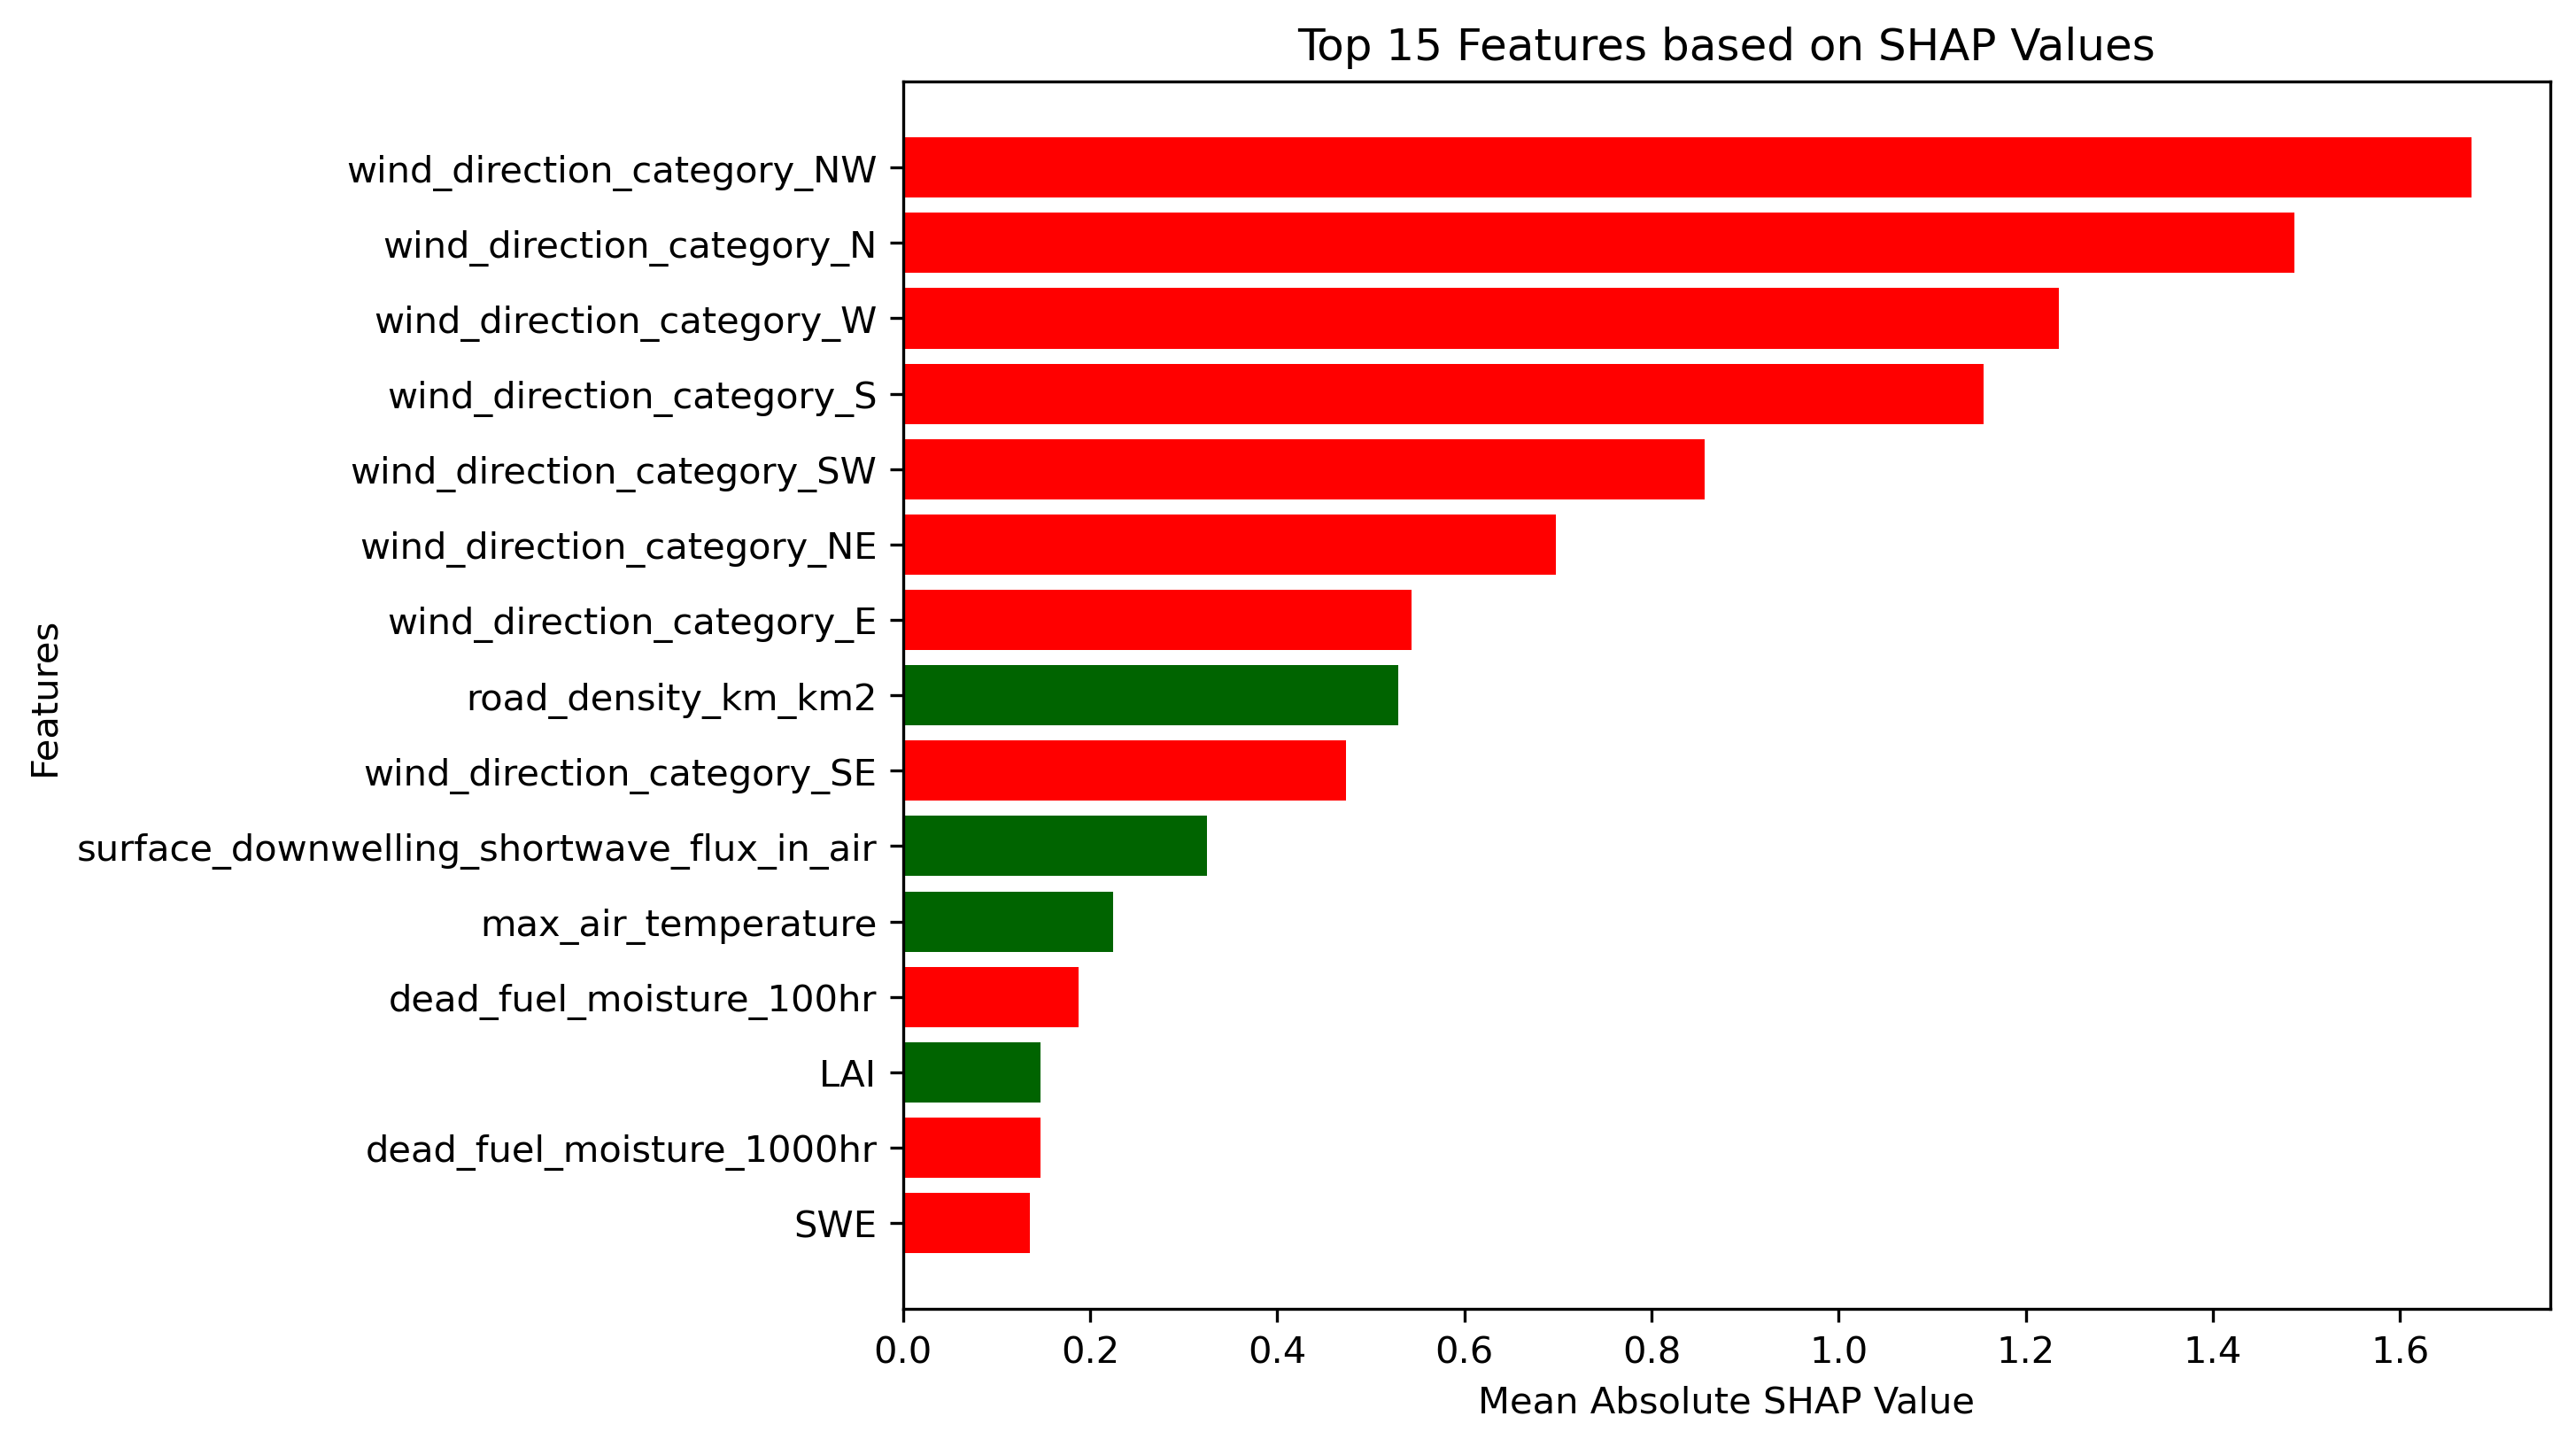 Top 15 Features based on SHAP Values
wind_direction_category_NW
wind_direction_category_N
wind_direction_category_W
wind_direction_category_S
wind_direction_category_SW
wind_direction_category_NE
wind_direction_category_E
road_density_km_km2
wind_direction_category_SE
surface_downwelling_shortwave_flux_in_air
max_air_temperature
dead_fuel_moisture_100hr
LAI
dead_fuel_moisture_1000hr
SWE
Features
0.0 0.2 0.4 0.6 0.8 1.0 1.2 1.4 1.6
Mean Absolute SHAP Value